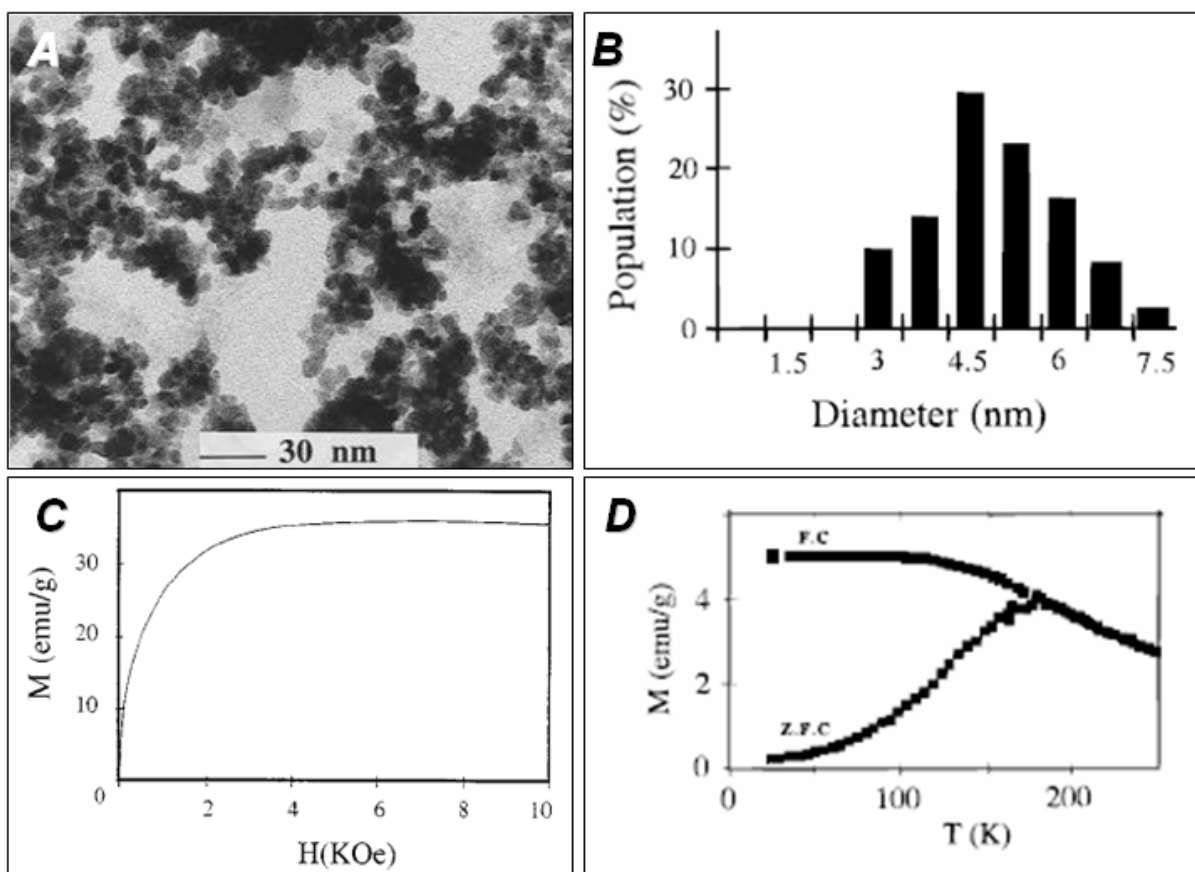 A
30 nm
B
Population (%)
30
20
10
0
1.5 3 4.5 6 7.5
Diameter (nm)
C
M (emu/g)
30
20
10
0 2 4 6 8 10
H(KOe)
D
M (emu/g)
F.C
4
2
Z.F.C
0
0 100 200
T (K)